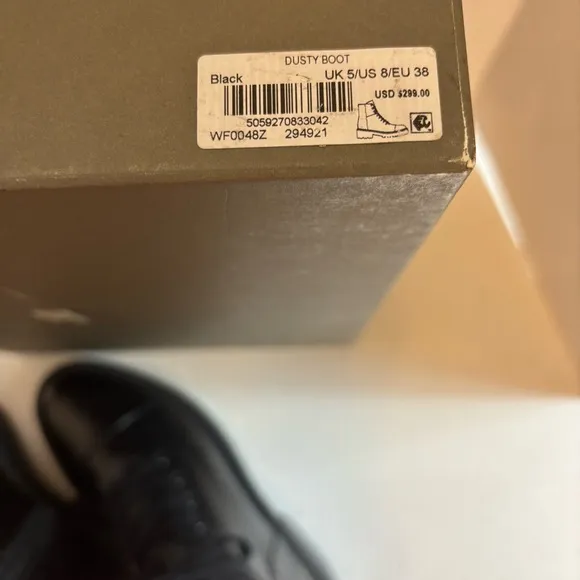 DUSTY BOOT
Black UK 5/US 8/EU 38
USD $299.00
5059270833042
WF0048Z 294921